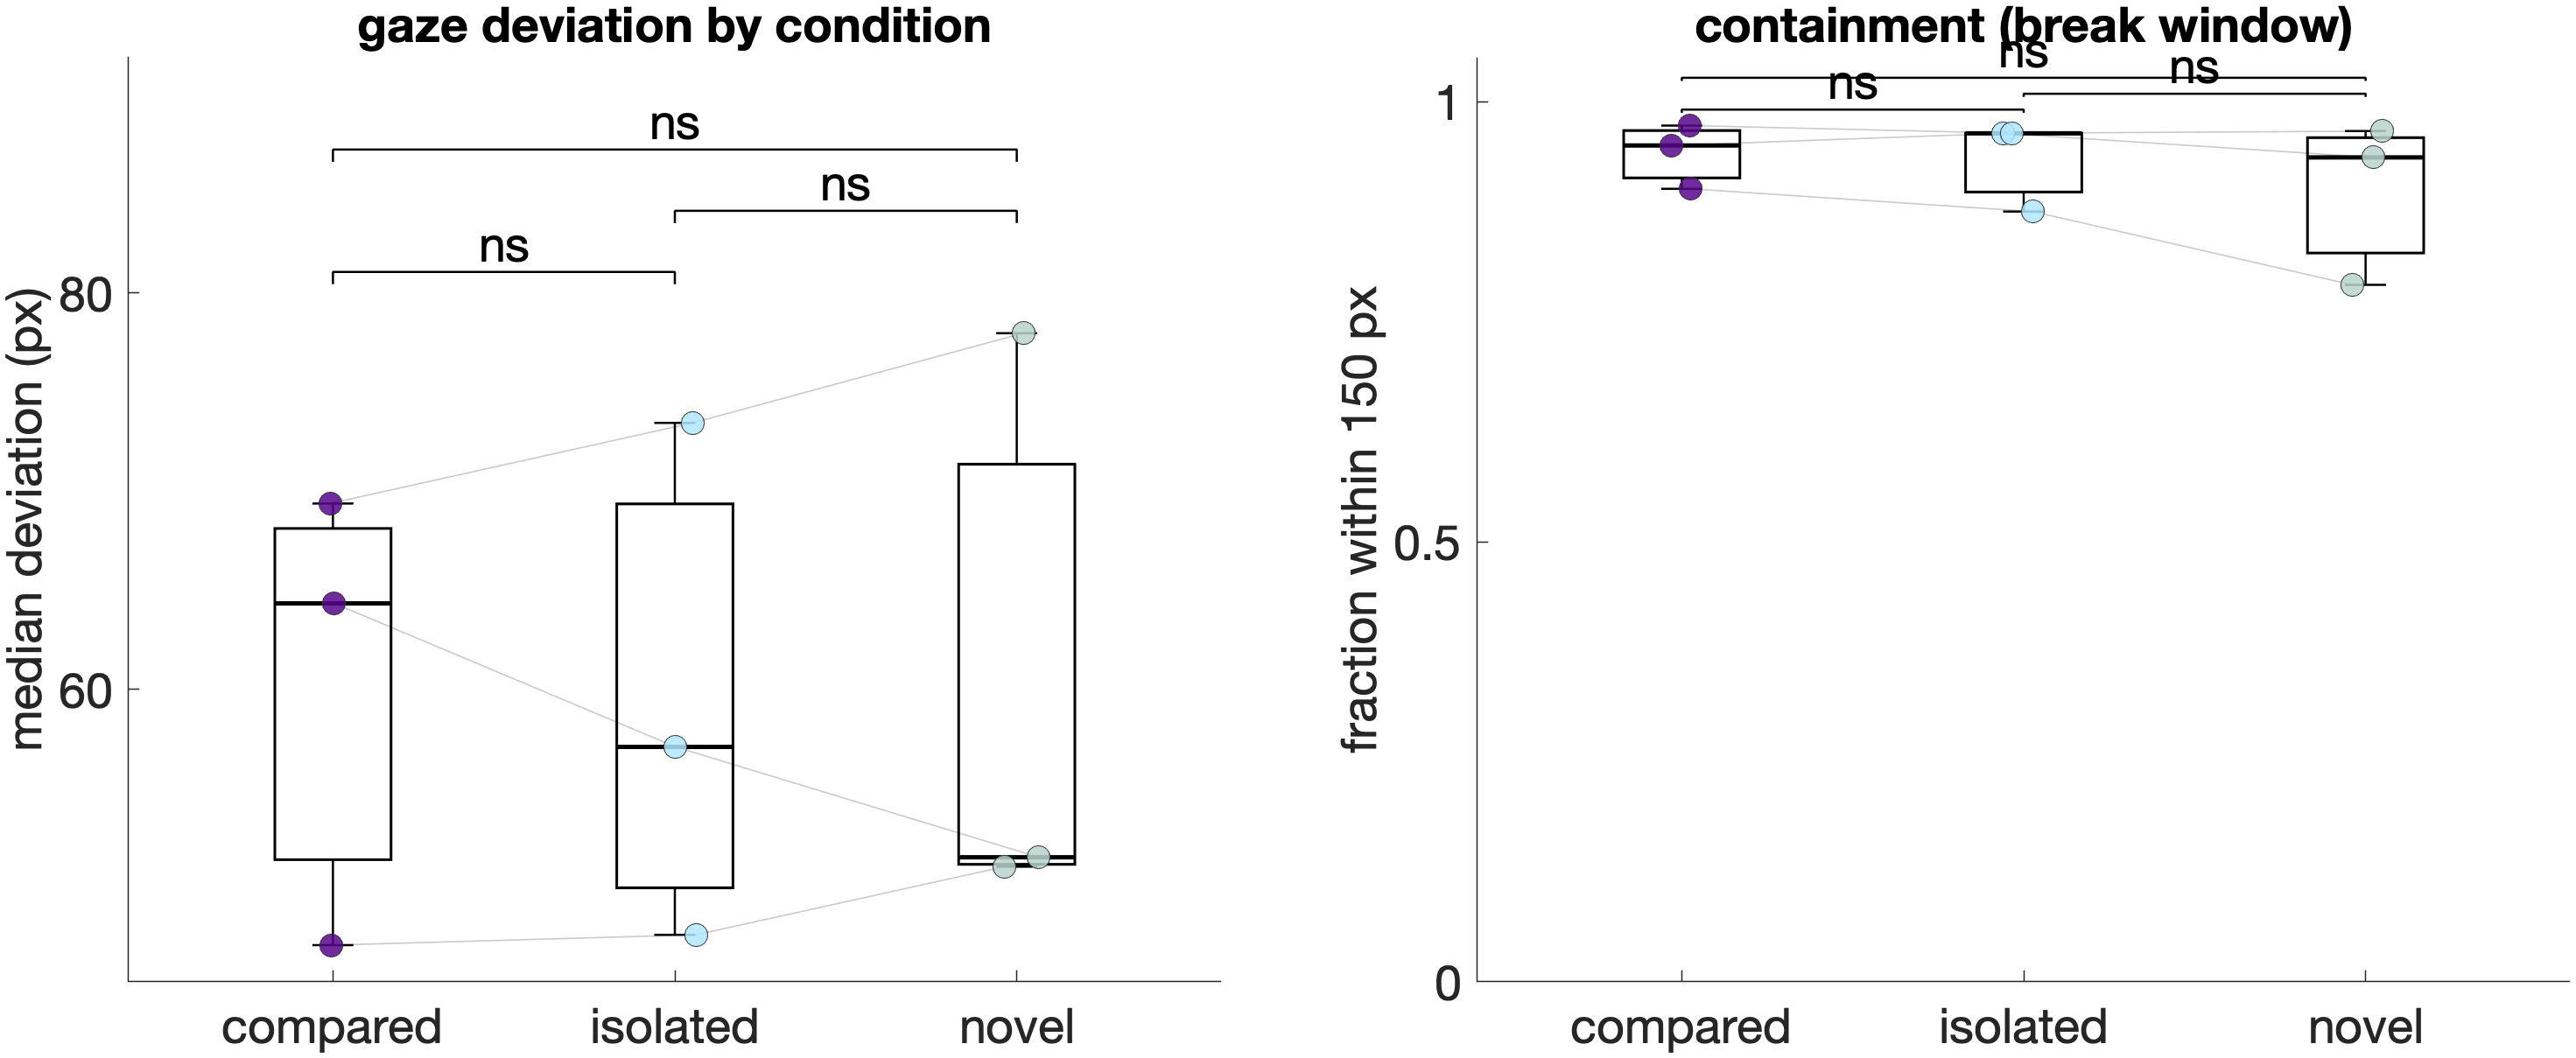 gaze deviation by condition
median deviation (px)
80
60
ns
ns
ns
compared
isolated
novel
containment (break window)
fraction within 150 px
1
0.5
0
ns
ns
ns
compared
isolated
novel